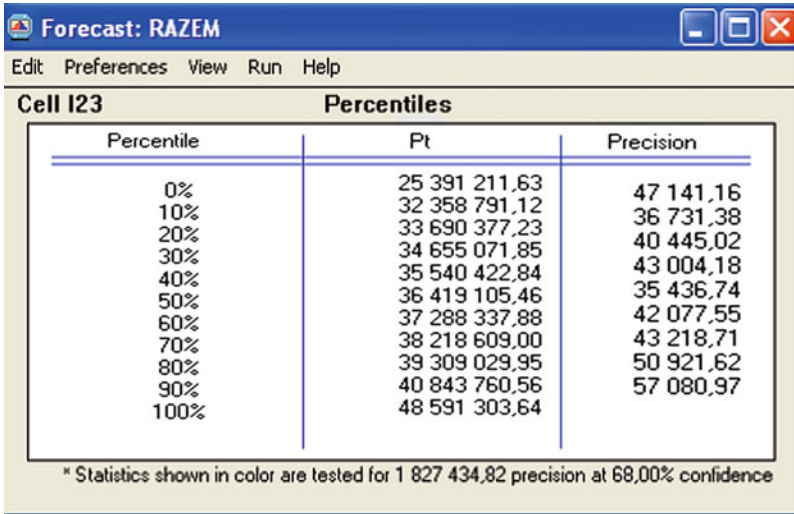 Forecast: RAZEM
Edit Preferences View Run Help
Cell I23 Percentiles
Percentile Pt Precision
0% 25 391 211,63
10% 32 358 791,12 47 141,16
20% 33 690 377,23 36 731,38
30% 34 655 071,85 40 445,02
40% 35 540 422,84 43 004,18
50% 36 419 105,46 35 436,74
60% 37 288 337,88 42 077,55
70% 38 218 609,00 43 218,71
80% 39 309 029,95 50 921,62
90% 40 843 760,56 57 080,97
100% 48 591 303,64
* Statistics shown in color are tested for 1 827 434,82 precision at 68,00% confidence